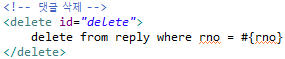 <!-- 댓글 삭제 -->
<delete id="delete">
delete from reply where rno = #{rno}
</delete>